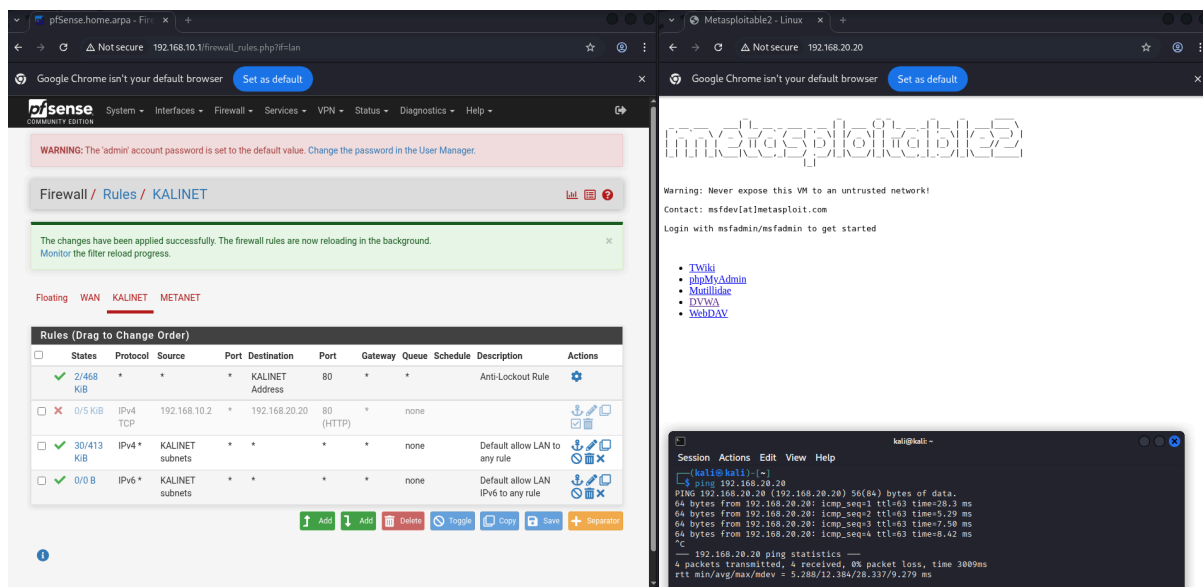 pfSense.home.arpa - Fire
Not secure 192.168.10.1/firewall_rules.php?if=lan
Google Chrome isn't your default browser Set as default
pfsense
COMMUNITY EDITION
System Interfaces Firewall Services VPN Status Diagnostics Help
WARNING: The 'admin' account password is set to the default value. Change the password in the User Manager.
Firewall / Rules / KALINET
The changes have been applied successfully. The firewall rules are now reloading in the background.
Monitor the filter reload progress.
Floating WAN KALINET METANET
Rules (Drag to Change Order)
States Protocol Source Port Destination Port Gateway Queue Schedule Description Actions
2/468 KiB * * * KALINET Address 80 * * Anti-Lockout Rule
0/5 KiB IPv4 TCP 192.168.10.2 * 192.168.20.20 80 (HTTP) * none
30/413 KiB IPv4 * KALINET subnets * * * * none Default allow LAN to any rule
0/0 B IPv6 * KALINET subnets * * * * none Default allow LAN IPv6 to any rule
Add Add Delete Toggle Copy Save Separator
Metasploitable2 - Linux
Not secure 192.168.20.20
Google Chrome isn't your default browser Set as default
metasploitable2
Warning: Never expose this VM to an untrusted network!
Contact: msfdev[at]metasploit.com
Login with msfadmin/msfadmin to get started
TWiki
phpMyAdmin
Mutillidae
DVWA
WebDAV
kali@kali: ~
Session Actions Edit View Help
(kali@kali)-[~]
$ ping 192.168.20.20
PING 192.168.20.20 (192.168.20.20) 56(84) bytes of data.
64 bytes from 192.168.20.20: icmp_seq=1 ttl=63 time=28.3 ms
64 bytes from 192.168.20.20: icmp_seq=2 ttl=63 time=5.29 ms
64 bytes from 192.168.20.20: icmp_seq=3 ttl=63 time=7.50 ms
64 bytes from 192.168.20.20: icmp_seq=4 ttl=63 time=8.42 ms
^C
— 192.168.20.20 ping statistics —
4 packets transmitted, 4 received, 0% packet loss, time 3009ms
rtt min/avg/max/mdev = 5.288/12.384/28.337/9.279 ms